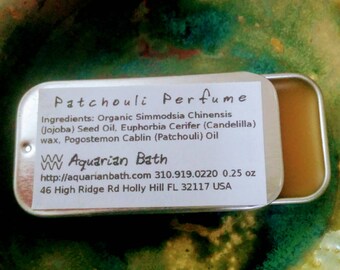 Patchouli Perfume
Ingredients: Organic Simmodsia Chinensis
(Jojoba) Seed Oil, Euphorbia Cerifer (Candelilla)
wax, Pogostemon Cablin (Patchouli) Oil
Aquarian Bath
http://aquarianbath.com 310.919.0220 0.25 oz
46 High Ridge Rd Holly Hill FL 32117 USA